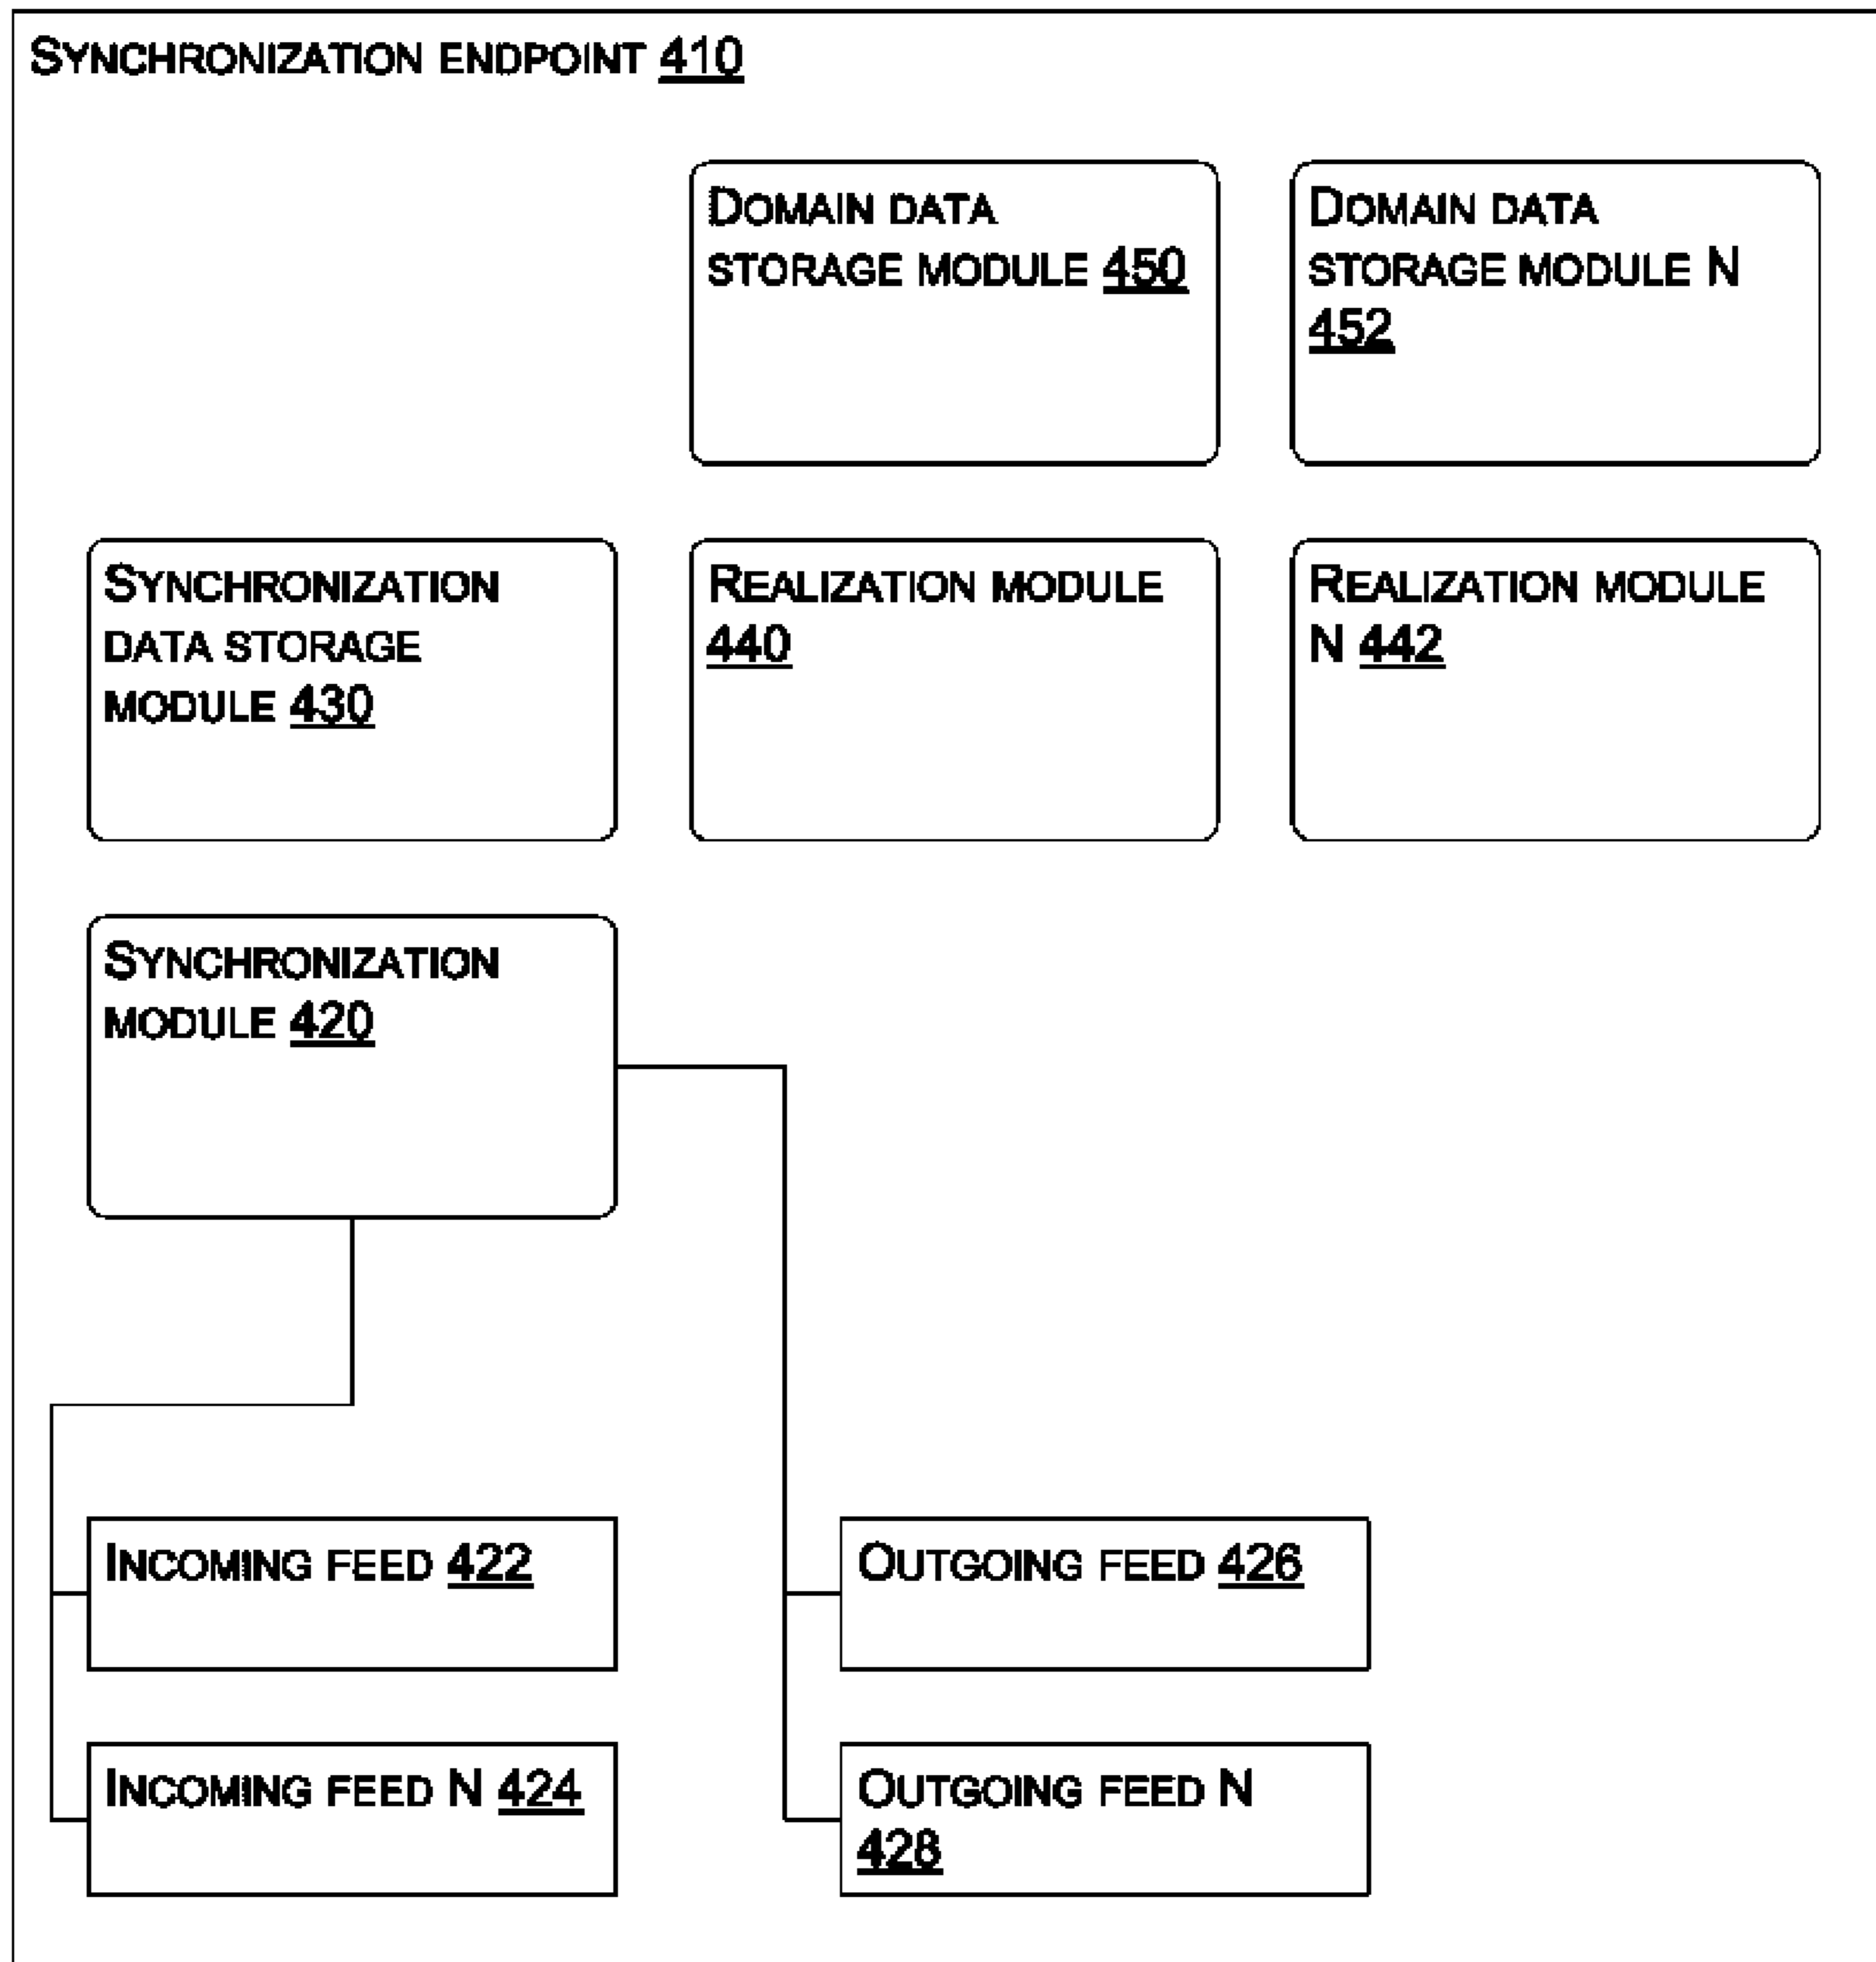 SYNCHRONIZATION ENDPOINT 410
DOMAIN DATA
STORAGE MODULE 450
DOMAIN DATA
STORAGE MODULE N
452
SYNCHRONIZATION
DATA STORAGE
MODULE 430
REALIZATION MODULE
440
REALIZATION MODULE
N 442
SYNCHRONIZATION
MODULE 420
INCOMING FEED 422
OUTGOING FEED 426
INCOMING FEED N 424
OUTGOING FEED N
428